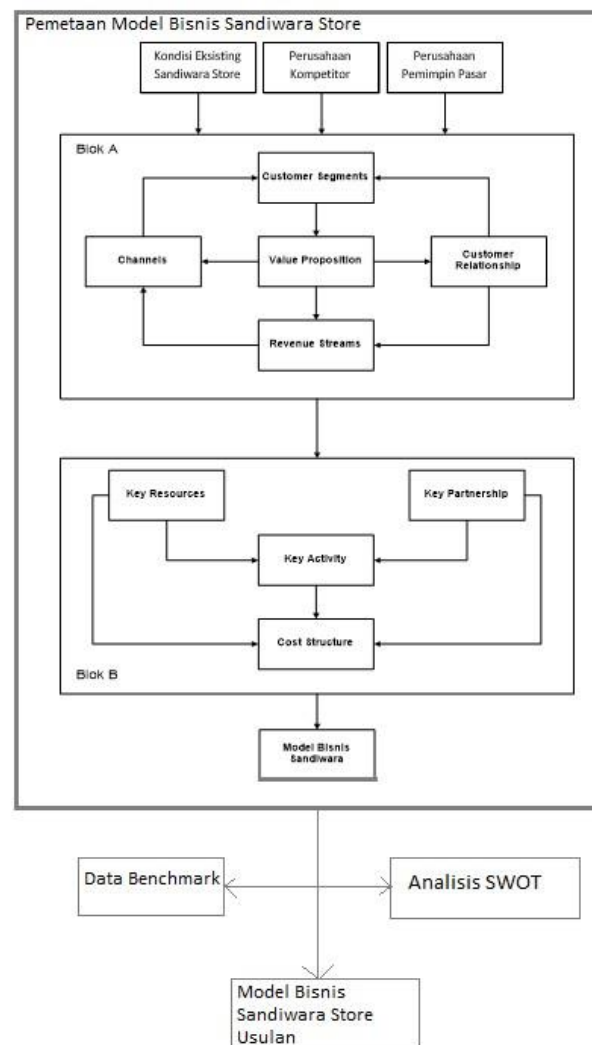 Pemetaan Model Bisnis Sandiwara Store
Kondisi Eksisting
Sandiwara Store
Perusahaan
Kompetitor
Perusahaan
Pemimpin Pasar
Blok A
Customer Segments
Channels
Value Proposition
Customer
Relationship
Revenue Streams
Key Resources
Key Partnership
Key Activity
Cost Structure
Blok B
Model Bisnis
Sandiwara
Data Benchmark
Analisis SWOT
Model Bisnis
Sandiwara Store
Usulan